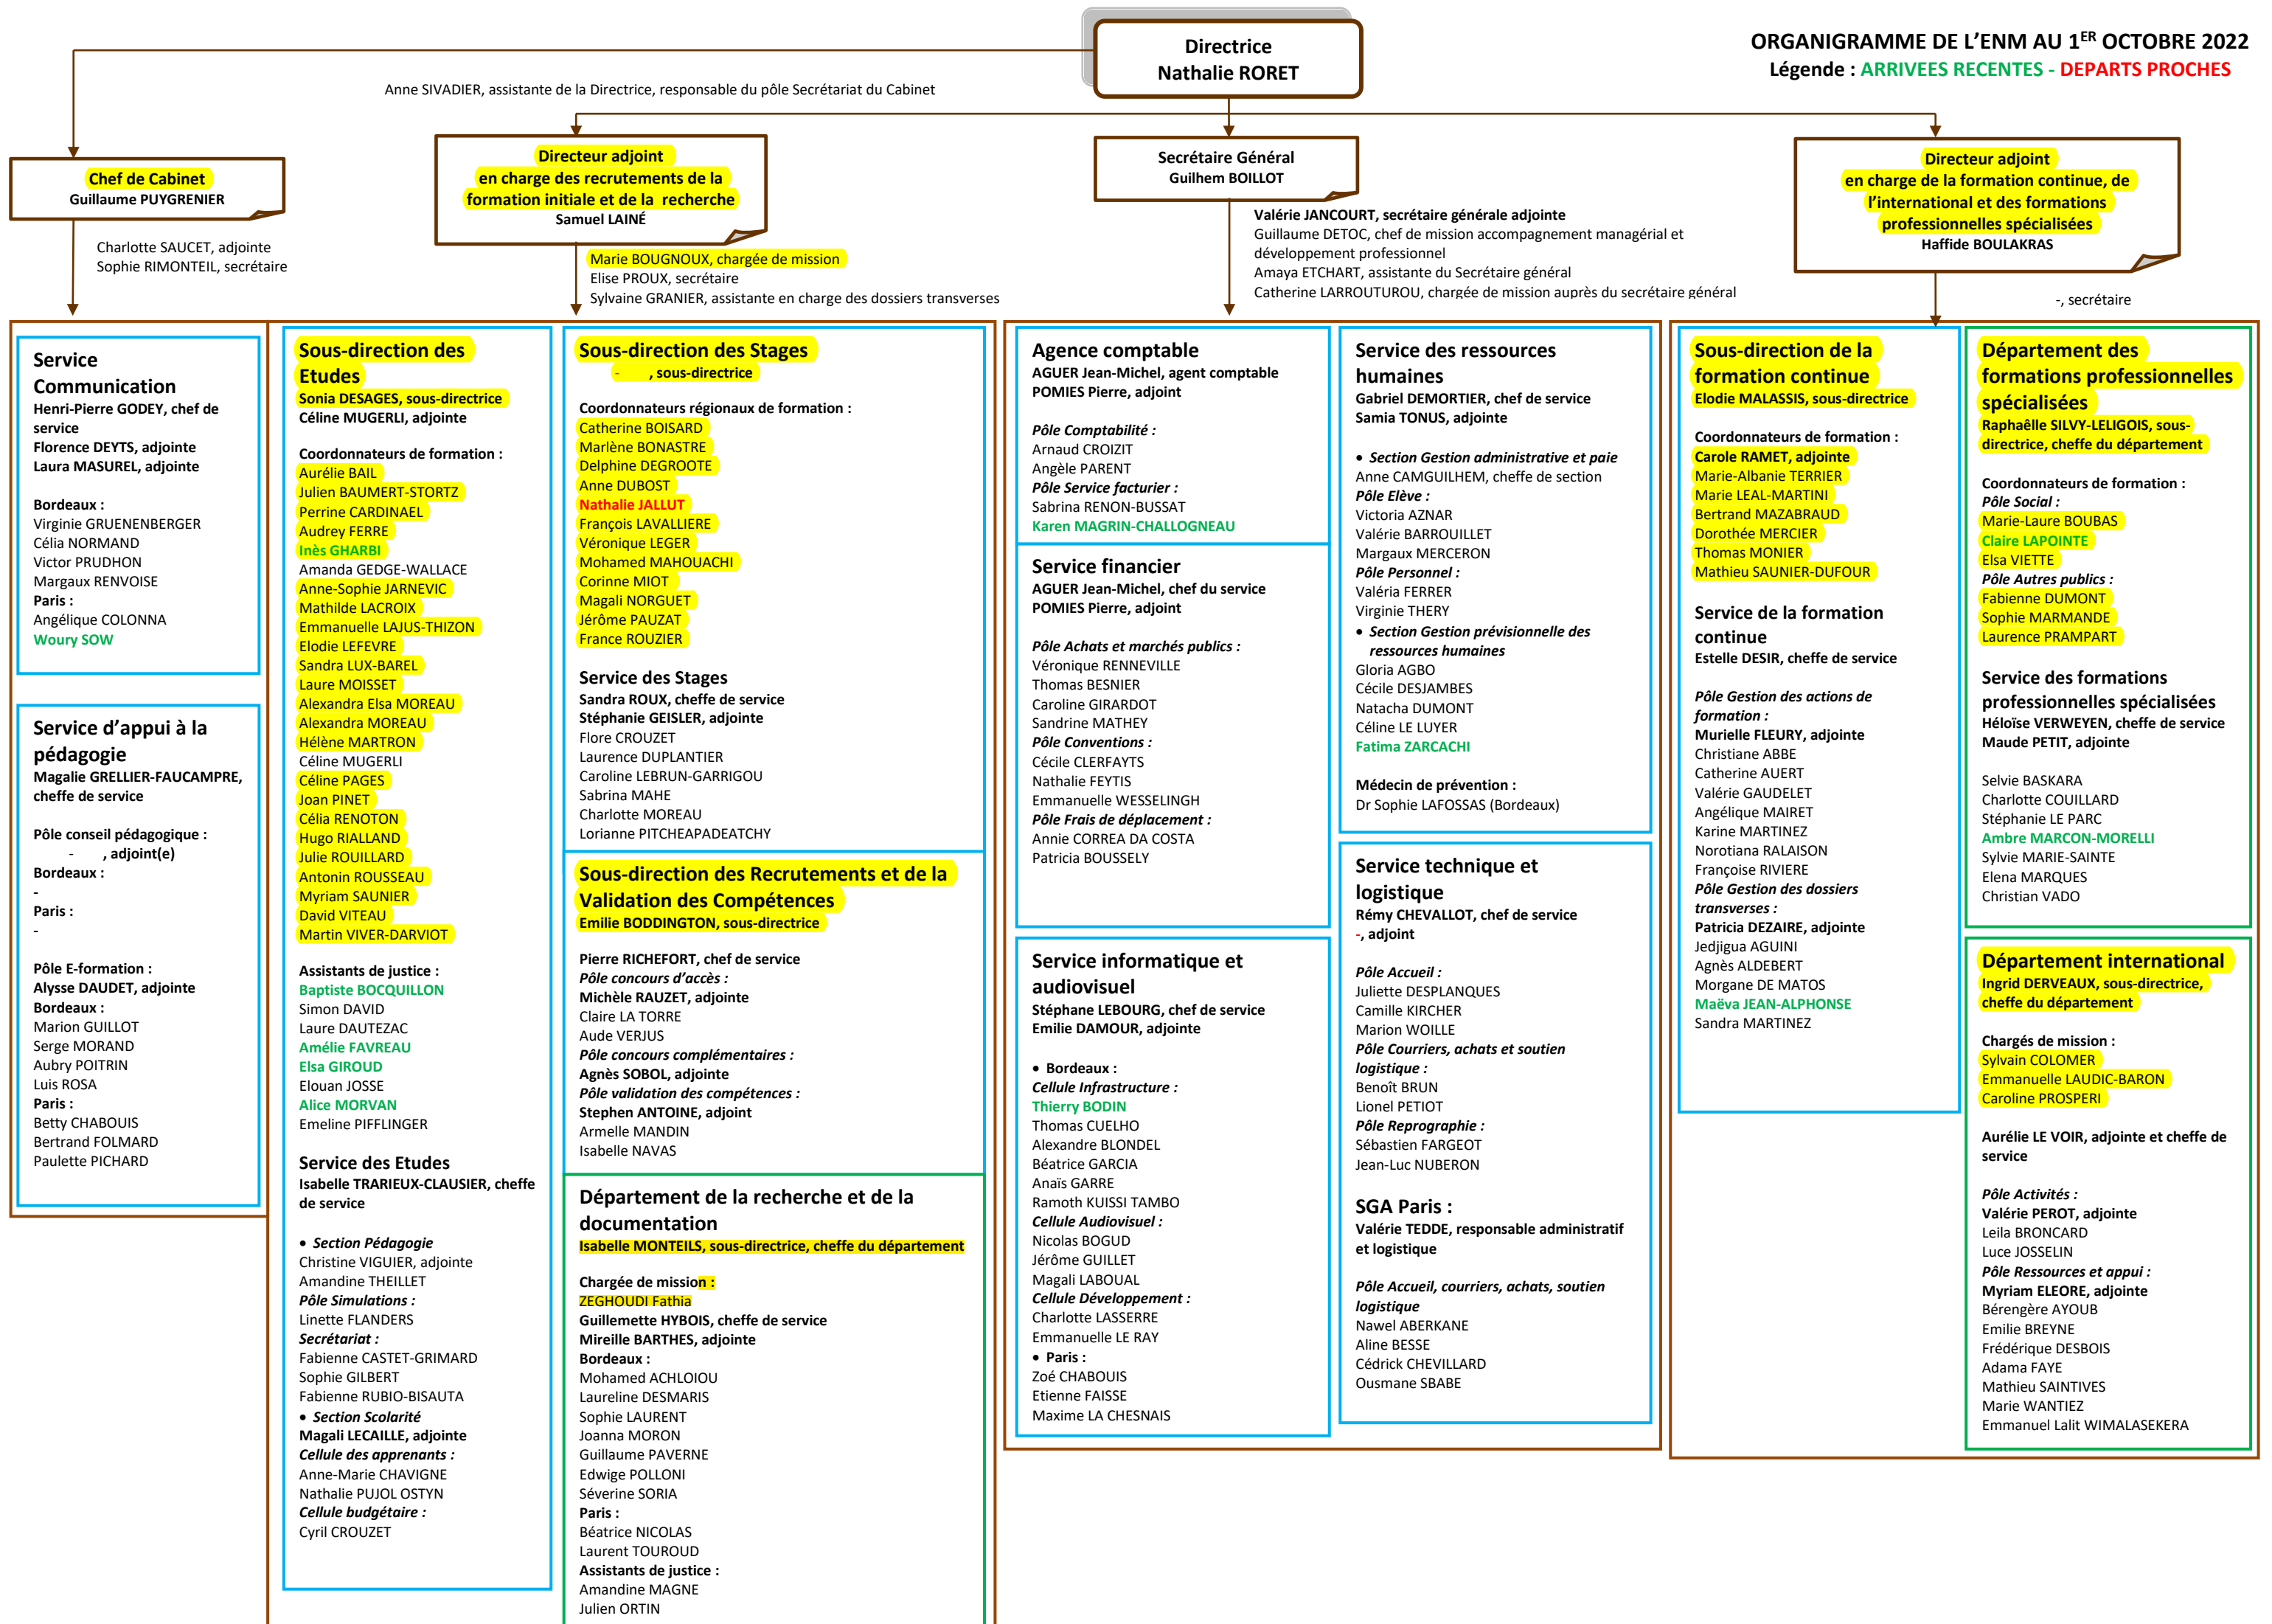 ORGANIGRAMME DE L'ENM AU 1ER OCTOBRE 2022
Légende : ARRIVEES RECENTES - DEPARTS PROCHES
Directrice
Nathalie RORET
Anne SIVADIER, assistante de la Directrice, responsable du pôle Secrétariat du Cabinet
Chef de Cabinet
Guillaume PUYGRENIER
Charlotte SAUCET, adjointe
Sophie RIMONTEIL, secrétaire
Directeur adjoint
en charge des recrutements de la
formation initiale et de la recherche
Samuel LAINÉ
Marie BOUGNOUX, chargée de mission
Elise PROUX, secrétaire
Sylvaine GRANIER, assistante en charge des dossiers transverses
Secrétaire Général
Guilhem BOILLOT
Valérie JANCOURT, secrétaire générale adjointe
Guillaume DETOC, chef de mission accompagnement managérial et
développement professionnel
Amaya ETCHART, assistante du Secrétaire général
Catherine LARROUTUROU, chargée de mission auprès du secrétaire général
Directeur adjoint
en charge de la formation continue, de
l'international et des formations
professionnelles spécialisées
Haffide BOULAKRAS
-, secrétaire
Service
Communication
Henri-Pierre GODEY, chef de
service
Florence DEYTS, adjointe
Laura MASUREL, adjointe
Bordeaux :
Virginie GRUENENBERGER
Célia NORMAND
Victor PRUDHON
Margaux RENVOISE
Paris :
Angélique COLONNA
Woury SOW
Service d'appui à la
pédagogie
Magalie GRELLIER-FAUCAMPRE,
cheffe de service
Pôle conseil pédagogique :
- , adjoint(e)
Bordeaux :
-
Paris :
-
Pôle E-formation :
Alysse DAUDET, adjointe
Bordeaux :
Marion GUILLOT
Serge MORAND
Aubry POITRIN
Luis ROSA
Paris :
Betty CHABOUIS
Bertrand FOLMARD
Paulette PICHARD
Sous-direction des
Etudes
Sonia DESAGES, sous-directrice
Céline MUGERLI, adjointe
Coordonnateurs de formation :
Aurélie BAIL
Julien BAUMERT-STORTZ
Perrine CARDINAEL
Audrey FERRE
Inès GHARBI
Amanda GEDGE-WALLACE
Anne-Sophie JARNEVIC
Mathilde LACROIX
Emmanuelle LAJUS-THIZON
Elodie LEFEVRE
Sandra LUX-BAREL
Laure MOISSET
Alexandra Elsa MOREAU
Alexandra MOREAU
Hélène MARTRON
Céline MUGERLI
Céline PAGES
Joan PINET
Célia RENOTON
Hugo RIALLAND
Julie ROUILLARD
Antonin ROUSSEAU
Myriam SAUNIER
David VITEAU
Martin VIVER-DARVIOT
Assistants de justice :
Baptiste BOCQUILLON
Simon DAVID
Laure DAUTEZAC
Amélie FAVREAU
Elsa GIROUD
Elouan JOSSE
Alice MORVAN
Emeline PIFFLINGER
Service des Etudes
Isabelle TRARIEUX-CLAUSIER, cheffe
de service
• Section Pédagogie
Christine VIGUIER, adjointe
Amandine THEILLET
Pôle Simulations :
Linette FLANDERS
Secrétariat :
Fabienne CASTET-GRIMARD
Sophie GILBERT
Fabienne RUBIO-BISAUTA
• Section Scolarité
Magali LECAILLE, adjointe
Cellule des apprenants :
Anne-Marie CHAVIGNE
Nathalie PUJOL OSTYN
Cellule budgétaire :
Cyril CROUZET
Sous-direction des Stages
- , sous-directrice
Coordonnateurs régionaux de formation :
Catherine BOISARD
Marlène BONASTRE
Delphine DEGROOTE
Anne DUBOST
Nathalie JALLUT
François LAVALLIERE
Véronique LEGER
Mohamed MAHOUACHI
Corinne MIOT
Magali NORGUET
Jérôme PAUZAT
France ROUZIER
Service des Stages
Sandra ROUX, cheffe de service
Stéphanie GEISLER, adjointe
Flore CROUZET
Laurence DUPLANTIER
Caroline LEBRUN-GARRIGOU
Sabrina MAHE
Charlotte MOREAU
Lorianne PITCHEAPADEATCHY
Sous-direction des Recrutements et de la
Validation des Compétences
Emilie BODDINGTON, sous-directrice
Pierre RICHEFORT, chef de service
Pôle concours d'accès :
Michèle RAUZET, adjointe
Claire LA TORRE
Aude VERJUS
Pôle concours complémentaires :
Agnès SOBOL, adjointe
Pôle validation des compétences :
Stephen ANTOINE, adjoint
Armelle MANDIN
Isabelle NAVAS
Département de la recherche et de la
documentation
Isabelle MONTEILS, sous-directrice, cheffe du département
Chargée de mission :
ZEGHOUDI Fathia
Guillemette HYBOIS, cheffe de service
Mireille BARTHES, adjointe
Bordeaux :
Mohamed ACHLOIOU
Laureline DESMARIS
Sophie LAURENT
Joanna MORON
Guillaume PAVERNE
Edwige POLLONI
Séverine SORIA
Paris :
Béatrice NICOLAS
Laurent TOUROUD
Assistants de justice :
Amandine MAGNE
Julien ORTIN
Agence comptable
AGUER Jean-Michel, agent comptable
POMIES Pierre, adjoint
Pôle Comptabilité :
Arnaud CROIZIT
Angèle PARENT
Pôle Service facturier :
Sabrina RENON-BUSSAT
Karen MAGRIN-CHALLOGNEAU
Service financier
AGUER Jean-Michel, chef du service
POMIES Pierre, adjoint
Pôle Achats et marchés publics :
Véronique RENNEVILLE
Thomas BESNIER
Caroline GIRARDOT
Sandrine MATHEY
Pôle Conventions :
Cécile CLERFAYTS
Nathalie FEYTIS
Emmanuelle WESSELINGH
Pôle Frais de déplacement :
Annie CORREA DA COSTA
Patricia BOUSSELY
Service informatique et
audiovisuel
Stéphane LEBOURG, chef de service
Emilie DAMOUR, adjointe
• Bordeaux :
Cellule Infrastructure :
Thierry BODIN
Thomas CUELHO
Alexandre BLONDEL
Béatrice GARCIA
Anaïs GARRE
Ramoth KUISSI TAMBO
Cellule Audiovisuel :
Nicolas BOGUD
Jérôme GUILLET
Magali LABOUAL
Cellule Développement :
Charlotte LASSERRE
Emmanuelle LE RAY
• Paris :
Zoé CHABOUIS
Etienne FAISSE
Maxime LA CHESNAIS
Service des ressources
humaines
Gabriel DEMORTIER, chef de service
Samia TONUS, adjointe
• Section Gestion administrative et paie
Anne CAMGUILHEM, cheffe de section
Pôle Elève :
Victoria AZNAR
Valérie BARROUILLET
Margaux MERCERON
Pôle Personnel :
Valéria FERRER
Virginie THERY
• Section Gestion prévisionnelle des
ressources humaines
Gloria AGBO
Cécile DESJAMBES
Natacha DUMONT
Céline LE LUYER
Fatima ZARCACHI
Médecin de prévention :
Dr Sophie LAFOSSAS (Bordeaux)
Service technique et
logistique
Rémy CHEVALLOT, chef de service
-, adjoint
Pôle Accueil :
Juliette DESPLANQUES
Camille KIRCHER
Marion WOILLE
Pôle Courriers, achats et soutien
logistique :
Benoît BRUN
Lionel PETIOT
Pôle Reprographie :
Sébastien FARGEOT
Jean-Luc NUBERON
SGA Paris :
Valérie TEDDE, responsable administratif
et logistique
Pôle Accueil, courriers, achats, soutien
logistique
Nawel ABERKANE
Aline BESSE
Cédrick CHEVILLARD
Ousmane SBABE
Sous-direction de la
formation continue
Elodie MALASSIS, sous-directrice
Coordonnateurs de formation :
Carole RAMET, adjointe
Marie-Albanie TERRIER
Marie LEAL-MARTINI
Bertrand MAZABRAUD
Dorothée MERCIER
Thomas MONIER
Mathieu SAUNIER-DUFOUR
Service de la formation
continue
Estelle DESIR, cheffe de service
Pôle Gestion des actions de
formation :
Murielle FLEURY, adjointe
Christiane ABBE
Catherine AUERT
Valérie GAUDELET
Angélique MAIRET
Karine MARTINEZ
Norotiana RALAISON
Françoise RIVIERE
Pôle Gestion des dossiers
transverses :
Patricia DEZAIRE, adjointe
Jedjigua AGUINI
Agnès ALDEBERT
Morgane DE MATOS
Maëva JEAN-ALPHONSE
Sandra MARTINEZ
Département des
formations professionnelles
spécialisées
Raphaêlle SILVY-LELIGOIS, sous-
directrice, cheffe du département
Coordonnateurs de formation :
Pôle Social :
Marie-Laure BOUBAS
Claire LAPOINTE
Elsa VIETTE
Pôle Autres publics :
Fabienne DUMONT
Sophie MARMANDE
Laurence PRAMPART
Service des formations
professionnelles spécialisées
Héloïse VERWEYEN, cheffe de service
Maude PETIT, adjointe
Selvie BASKARA
Charlotte COUILLARD
Stéphanie LE PARC
Ambre MARCON-MORELLI
Sylvie MARIE-SAINTE
Elena MARQUES
Christian VADO
Département international
Ingrid DERVEAUX, sous-directrice,
cheffe du département
Chargés de mission :
Sylvain COLOMER
Emmanuelle LAUDIC-BARON
Caroline PROSPERI
Aurélie LE VOIR, adjointe et cheffe de
service
Pôle Activités :
Valérie PEROT, adjointe
Leila BRONCARD
Luce JOSSELIN
Pôle Ressources et appui :
Myriam ELEORE, adjointe
Bérengère AYOUB
Emilie BREYNE
Frédérique DESBOIS
Adama FAYE
Mathieu SAINTIVES
Marie WANTIEZ
Emmanuel Lalit WIMALASEKERA